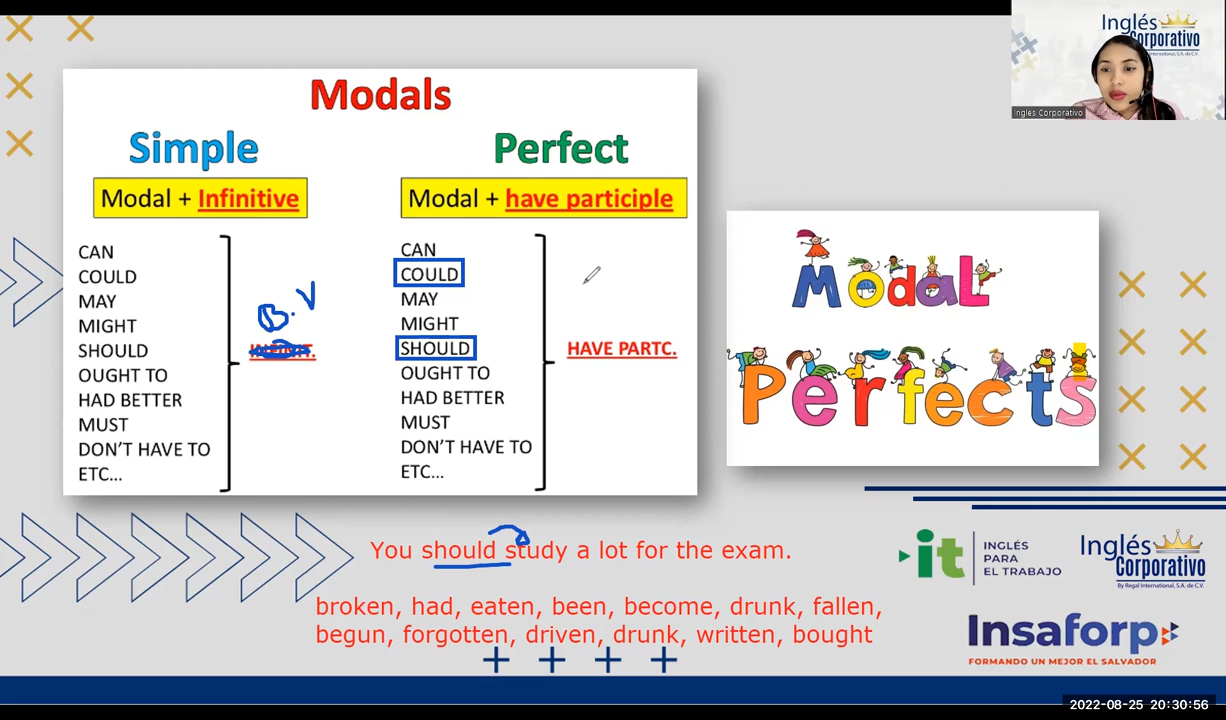 Inglés
Corporativo
International, S.A. de C.V.
Ingles Corporativo
Modals
Simple
Modal + Infinitive
CAN
COULD
MAY
MIGHT
SHOULD
OUGHT TO
HAD BETTER
MUST
DON'T HAVE TO
ETC...
B.V
Perfect
Modal + have participle
CAN
COULD
MAY
MIGHT
SHOULD
OUGHT TO
HAD BETTER
MUST
DON'T HAVE TO
ETC...
HAVE PARTC.
Modal
Perfects
You should study a lot for the exam.
broken, had, eaten, been, become, drunk, fallen,
begun, forgotten, driven, drunk, written, bought
it
INGLÉS
PARA
EL TRABAJO
Inglés
Corporativo
By Regal International, S.A. de C.V.
Insaforp
FORMANDO UN MEJOR EL SALVADOR
2022-08-25 20:30:56